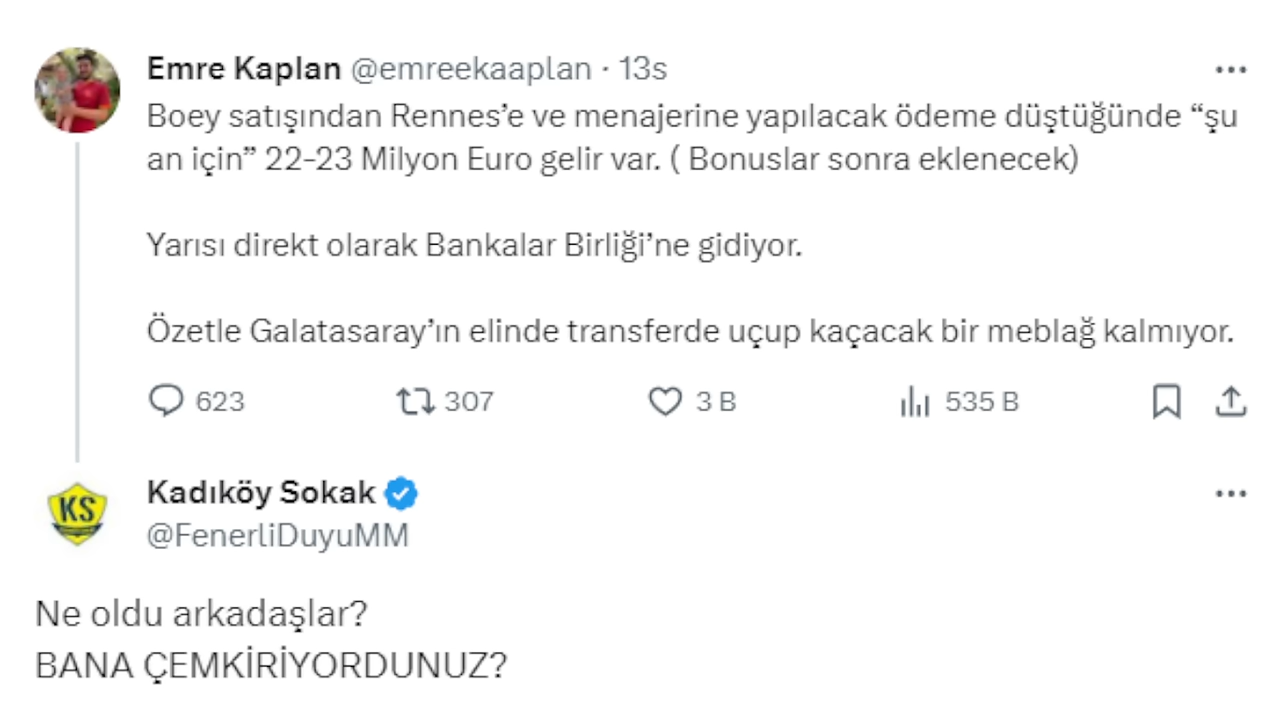 Emre Kaplan @emreekaaplan · 13s
Boey satışından Rennes’e ve menajerine yapılacak ödeme düştüğünde “şu
an için” 22-23 Milyon Euro gelir var. ( Bonuslar sonra eklenecek)
Yarısı direkt olarak Bankalar Birliği’ne gidiyor.
Özetle Galatasaray’ın elinde transferde uçup kaçacak bir meblağ kalmıyor.
623 307 3 B 535 B
KS
Kadıköy Sokak
@FenerliDuyuMM
Ne oldu arkadaşlar?
BANA ÇEMKİRİYORDUNUZ?